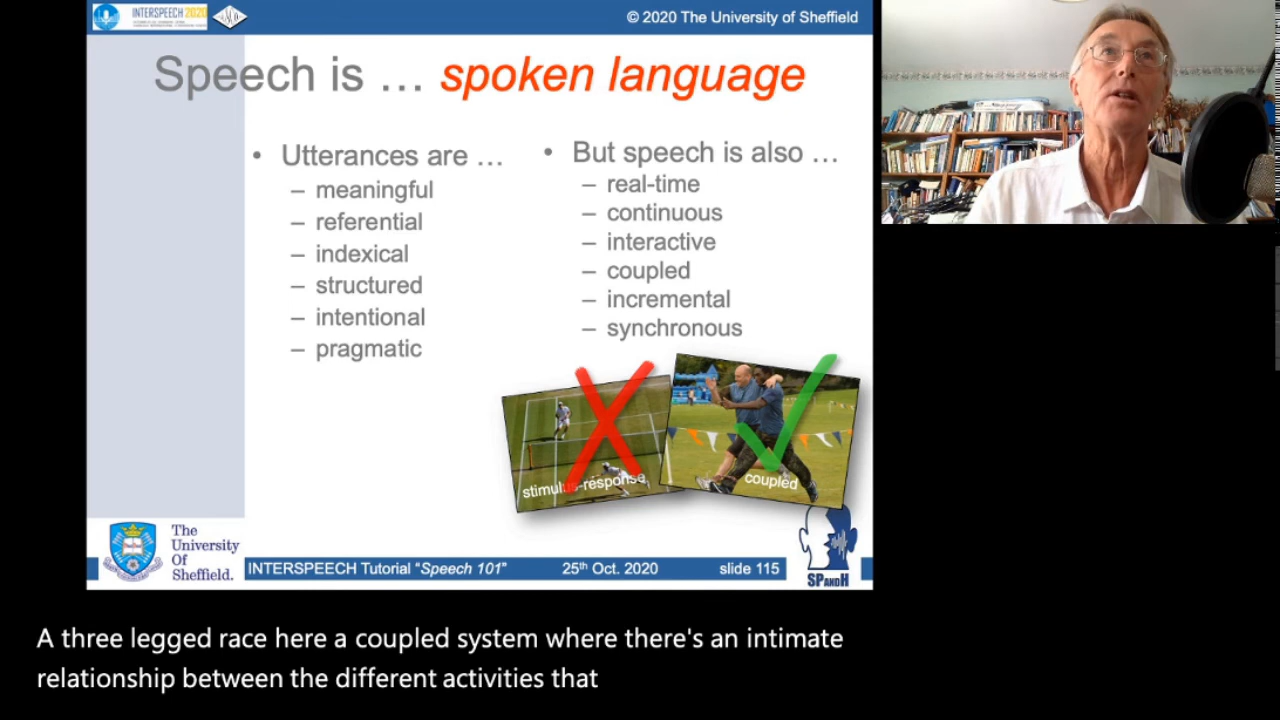 INTERSPEECH 2020
© 2020 The University of Sheffield
Speech is … spoken language
• Utterances are …
– meaningful
– referential
– indexical
– structured
– intentional
– pragmatic
• But speech is also …
– real-time
– continuous
– interactive
– coupled
– incremental
– synchronous
stimulus-response
coupled
The
University
Of
Sheffield.
INTERSPEECH Tutorial “Speech 101”
25th Oct. 2020
slide 115
SPANDH
A three legged race here a coupled system where there's an intimate
relationship between the different activities that